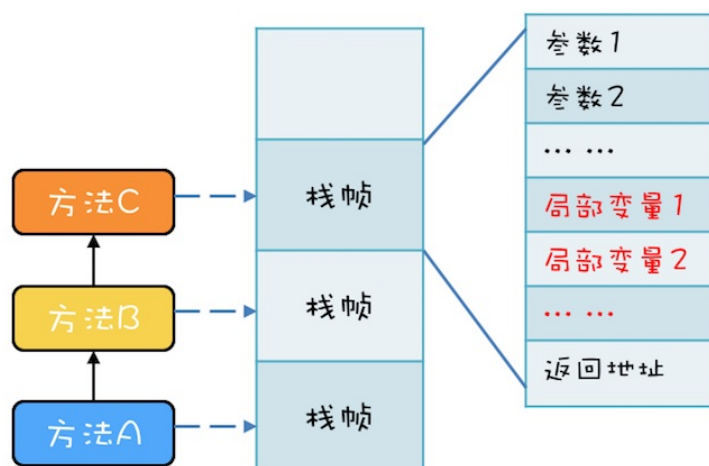 方法C
方法B
方法A
栈帧
栈帧
栈帧
参数1
参数2
... ...
局部变量1
局部变量2
... ...
返回地址